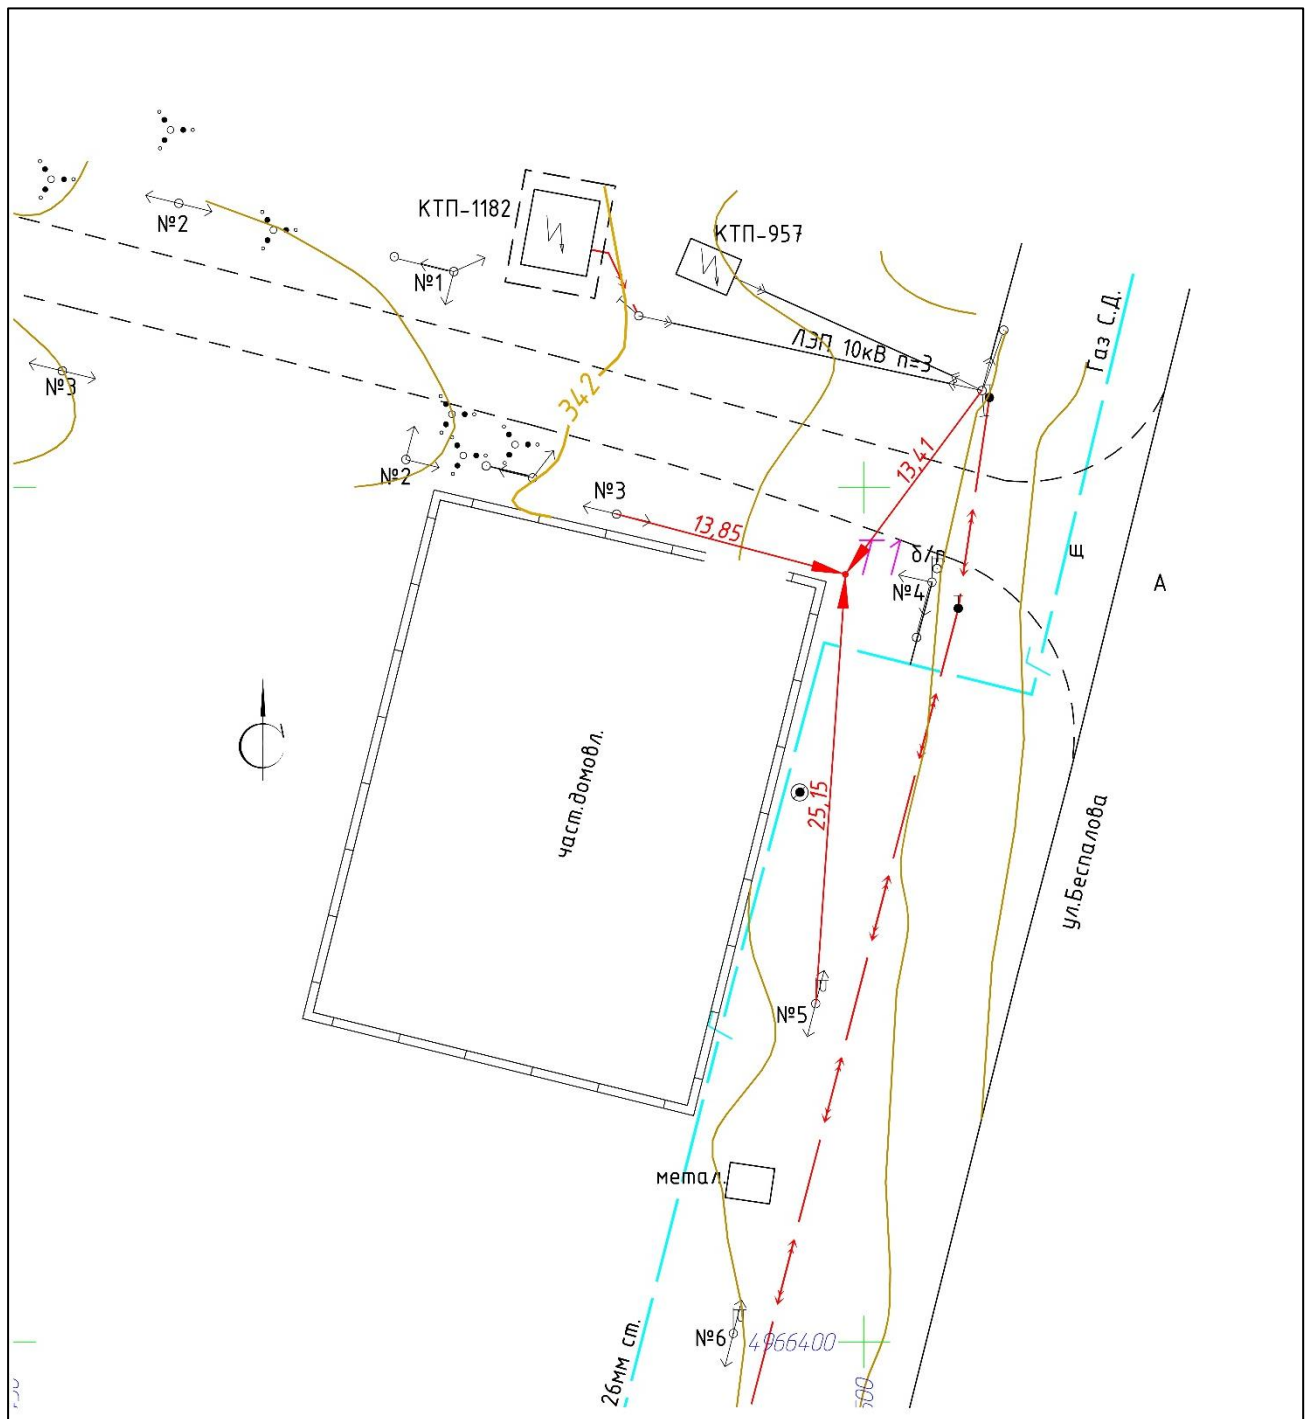 КТП-1182
№2
КТП-957
№1
Газ С.Д.
ЛЭП 10кВ п=3
№3
342
13,41
№2
№3
13,85
б/п
Щ
А
№4
част.домовл.
25,15
ул.Беспалова
№5
метал.
№6
4966400
26мм ст.